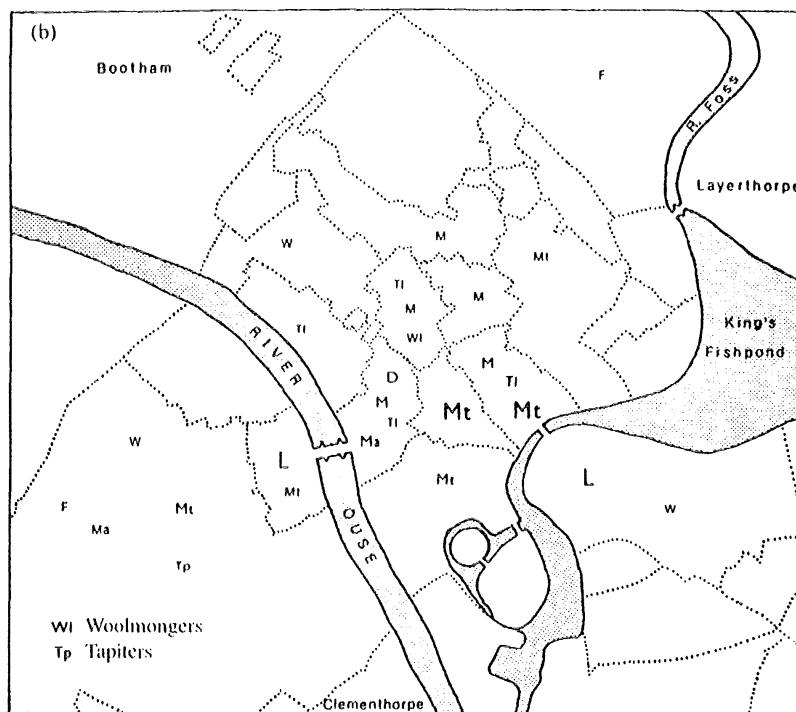 (b)
Bootham
F
R. Foss
Layerthorpe
W
M
Mt
Tl
M
M
Wl
Tl
King's
Fishpond
RIVER
D
M
Tl
M
Tl
Mt
Mt
Ma
W
L
Mt
Mt
L
W
F
Ma
Mt
Tp
OUSE
Wl Woolmongers
Tp Tapiters
Clementhorpe